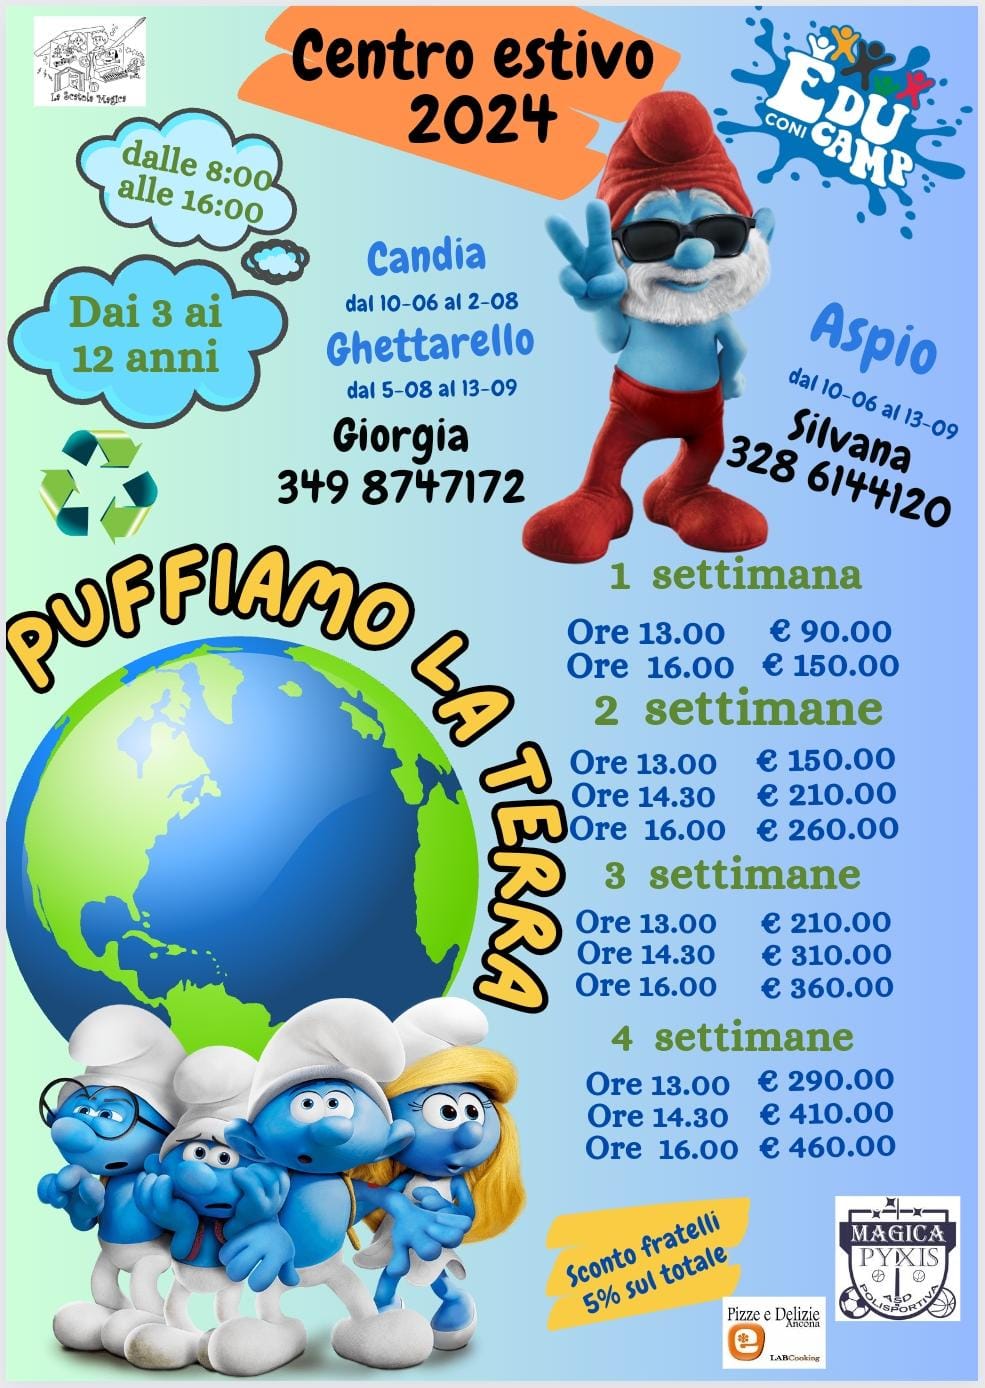 La Scatola Magica
Centro estivo
2024
EDU
CONI
CAMP
dalle 8:00
alle 16:00
Dai 3 ai
12 anni
Candia
dal 10-06 al 2-08
Ghettarello
dal 5-08 al 13-09
Giorgia
349 8747172
Aspio
dal 10-06 al 13-09
Silvana
328 6144120
PUFFIAMO LA TERRA
1 settimana
Ore 13.00 € 90.00
Ore 16.00 € 150.00
2 settimane
Ore 13.00 € 150.00
Ore 14.30 € 210.00
Ore 16.00 € 260.00
3 settimane
Ore 13.00 € 210.00
Ore 14.30 € 310.00
Ore 16.00 € 360.00
4 settimane
Ore 13.00 € 290.00
Ore 14.30 € 410.00
Ore 16.00 € 460.00
Sconto fratelli
5% sul totale
MAGICA
PYXIS
ASD
POLISPORTIVA
Pizze e Delizie
Ancona
e
LABCooking